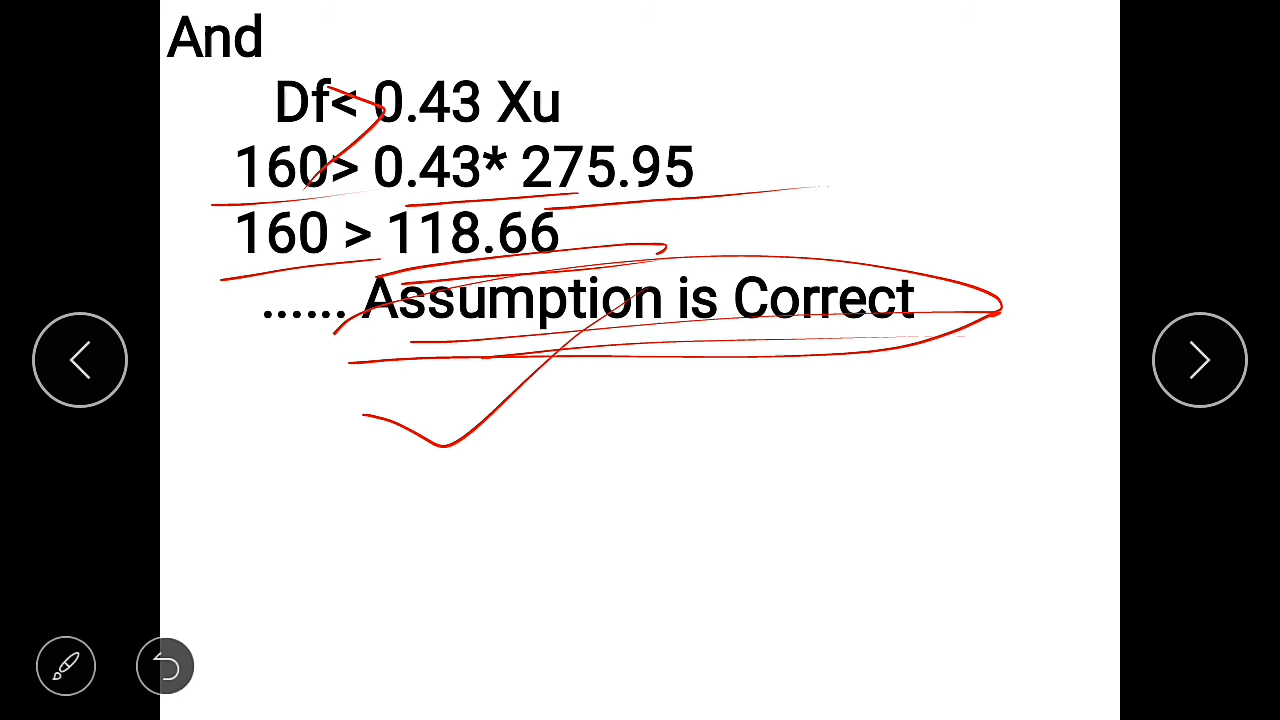 And
Df< 0.43 Xu
160> 0.43* 275.95
160 > 118.66
...... Assumption is Correct